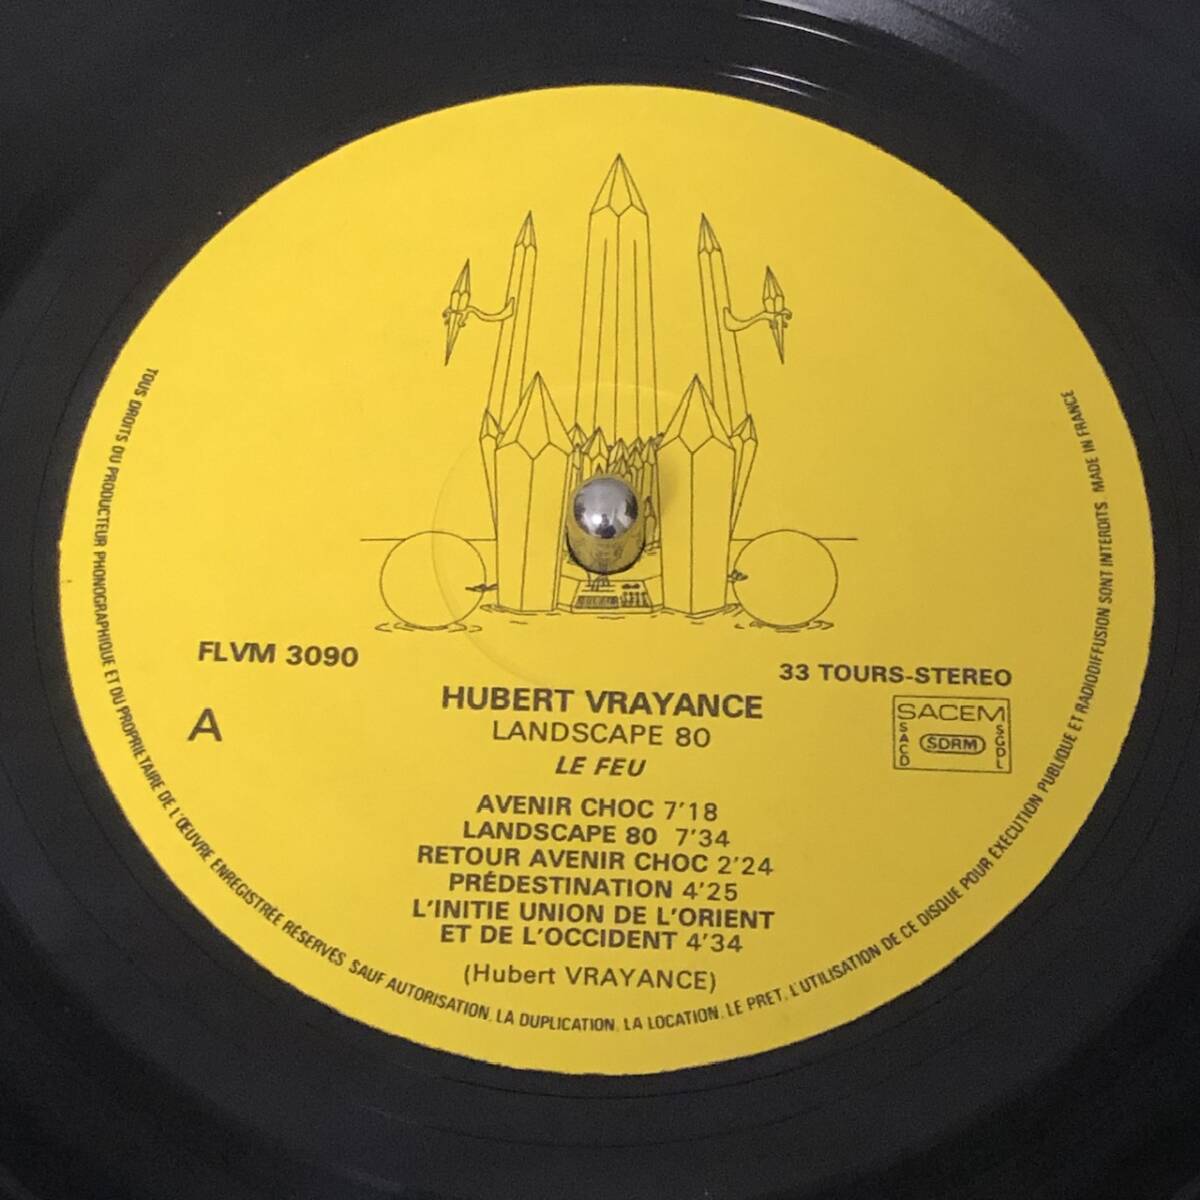 FLVM 3090
33 TOURS-STEREO
A
SACEM
SACD
SDRM
SGDL
HUBERT VRAYANCE
LANDSCAPE 80
LE FEU
AVENIR CHOC 7'18
LANDSCAPE 80 7'34
RETOUR AVENIR CHOC 2'24
PRÉDESTINATION 4'25
L'INITIE UNION DE L'ORIENT
ET DE L'OCCIDENT 4'34
(Hubert VRAYANCE)
TOUS DROITS DU PRODUCTEUR PHONOGRAPHIQUE ET DU PROPRIETAIRE DE L'ŒUVRE ENREGISTRÉE RÉSERVÉS SAUF AUTORISATION. LA DUPLICATION. LA LOCATION. LE PRET. L'UTILISATION DE CE DISQUE POUR EXÉCUTION PUBLIQUE ET RADIODIFFUSION SONT INTERDITS MADE IN FRANCE